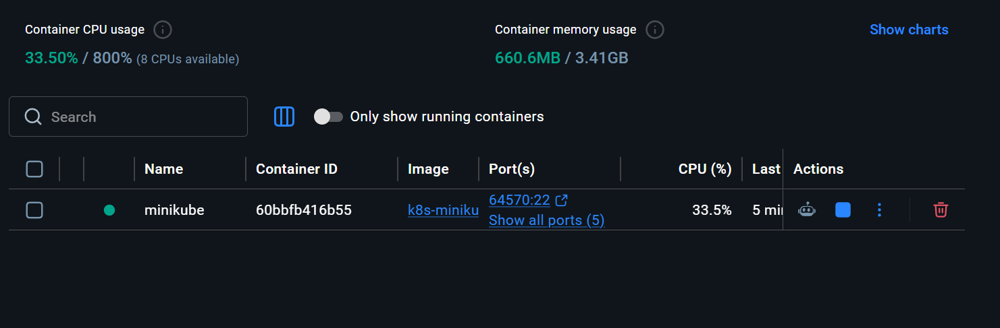 Container CPU usage
Container memory usage
Show charts
33.50% / 800% (8 CPUs available)
660.6MB / 3.41GB
Search
Only show running containers
Name Container ID Image Port(s) CPU (%) Last Actions
minikube 60bbfb416b55 k8s-miniku 64570:22 33.5% 5 mi
Show all ports (5)